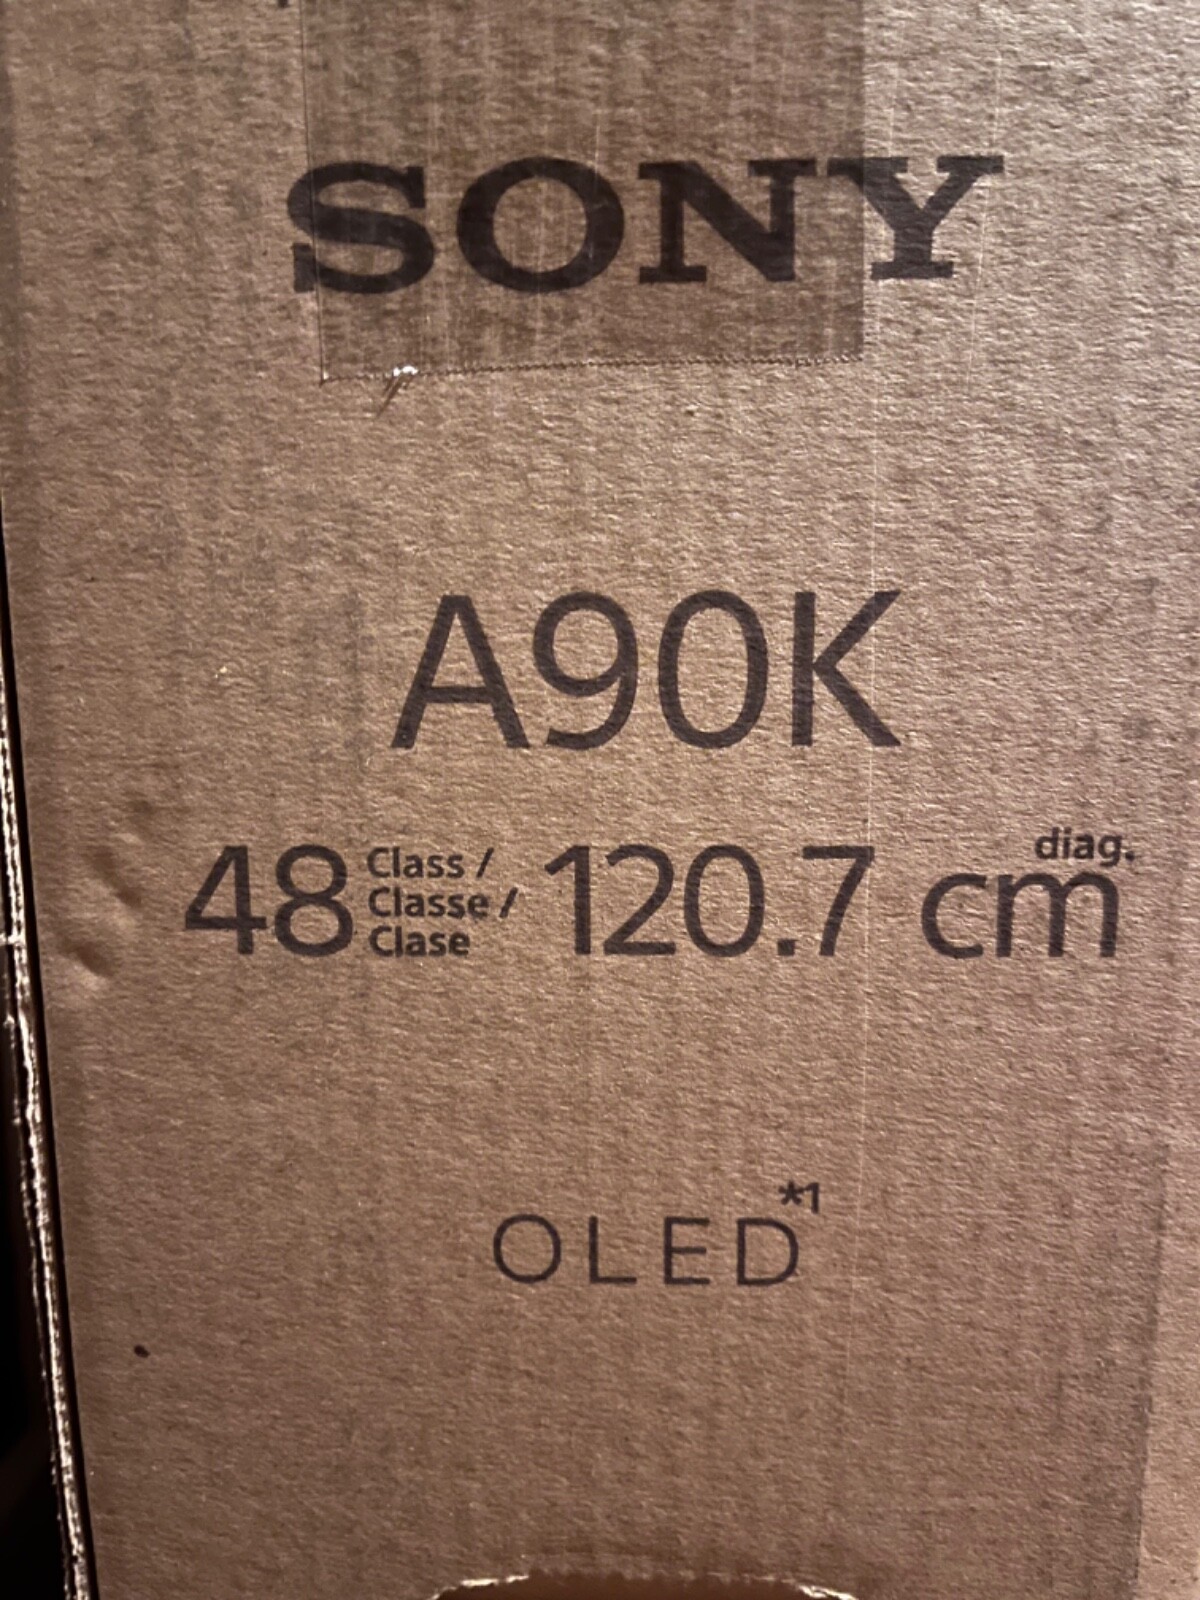 SONY
A90K
48 Class / Classe / Clase 120.7 cm diag.
OLED*1